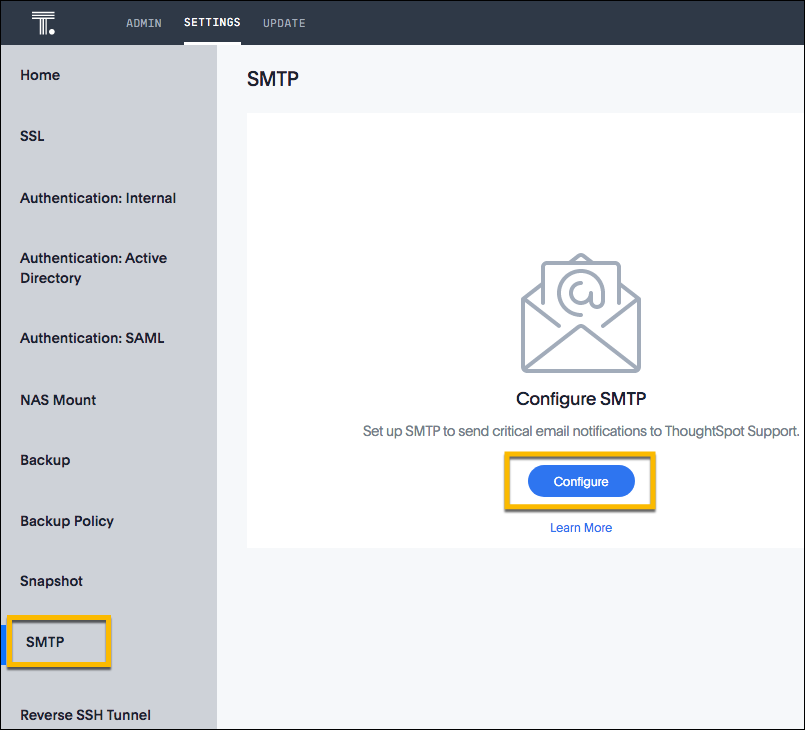 T.
ADMIN
SETTINGS
UPDATE
Home
SSL
Authentication: Internal
Authentication: Active
Directory
Authentication: SAML
NAS Mount
Backup
Backup Policy
Snapshot
SMTP
Reverse SSH Tunnel
SMTP
@
Configure SMTP
Set up SMTP to send critical email notifications to ThoughtSpot Support.
Configure
Learn More